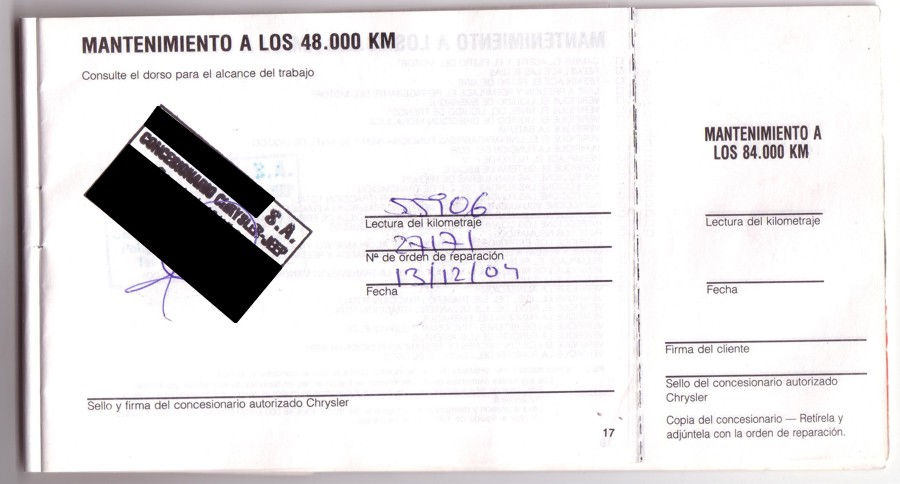 MANTENIMIENTO A LOS 48.000 KM
Consulte el dorso para el alcance del trabajo
CONCESIONARIO CHRYSLER-JEEP
S.A.
55906
Lectura del kilometraje
27171
Nº de orden de reparación
13/12/04
Fecha
Sello y firma del concesionario autorizado Chrysler
17
MANTENIMIENTO A
LOS 84.000 KM
Lectura del kilometraje
Fecha
Firma del cliente
Sello del concesionario autorizado
Chrysler
Copia del concesionario — Retírela y
adjúntela con la orden de reparación.